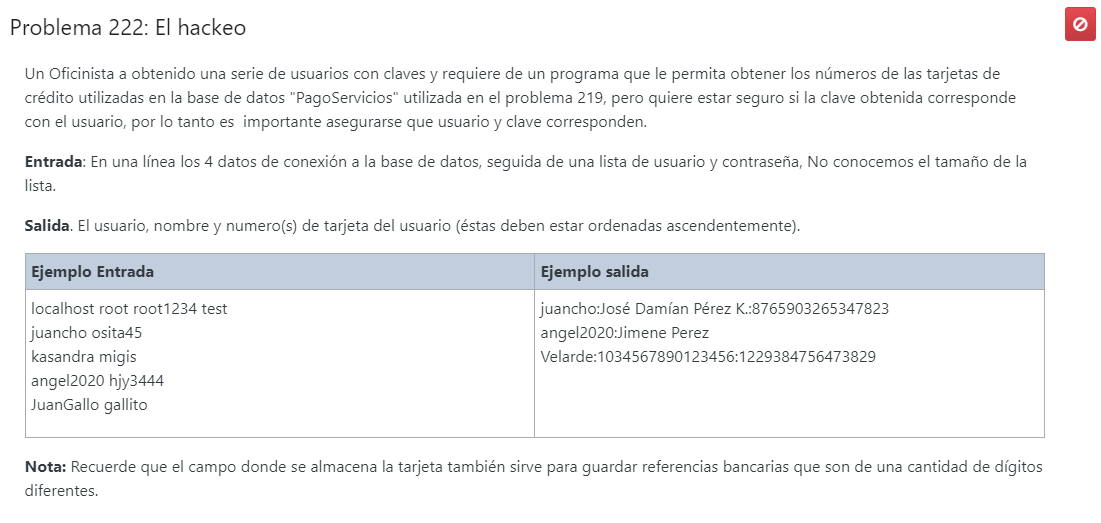 Problema 222: El hackeo
Un Oficinista a obtenido una serie de usuarios con claves y requiere de un programa que le permita obtener los números de las tarjetas de
crédito utilizadas en la base de datos "PagoServicios" utilizada en el problema 219, pero quiere estar seguro si la clave obtenida corresponde
con el usuario, por lo tanto es importante asegurarse que usuario y clave corresponden.
Entrada: En una línea los 4 datos de conexión a la base de datos, seguida de una lista de usuario y contraseña, No conocemos el tamaño de la
lista.
Salida. El usuario, nombre y numero(s) de tarjeta del usuario (éstas deben estar ordenadas ascendentemente).
Ejemplo Entrada
Ejemplo salida
localhost root root1234 test
juancho osita45
kasandra migis
angel2020 hjy3444
JuanGallo gallito
juancho:José Damían Pérez K.:8765903265347823
angel2020:Jimene Perez
Velarde:1034567890123456:1229384756473829
Nota: Recuerde que el campo donde se almacena la tarjeta también sirve para guardar referencias bancarias que son de una cantidad de dígitos
diferentes.